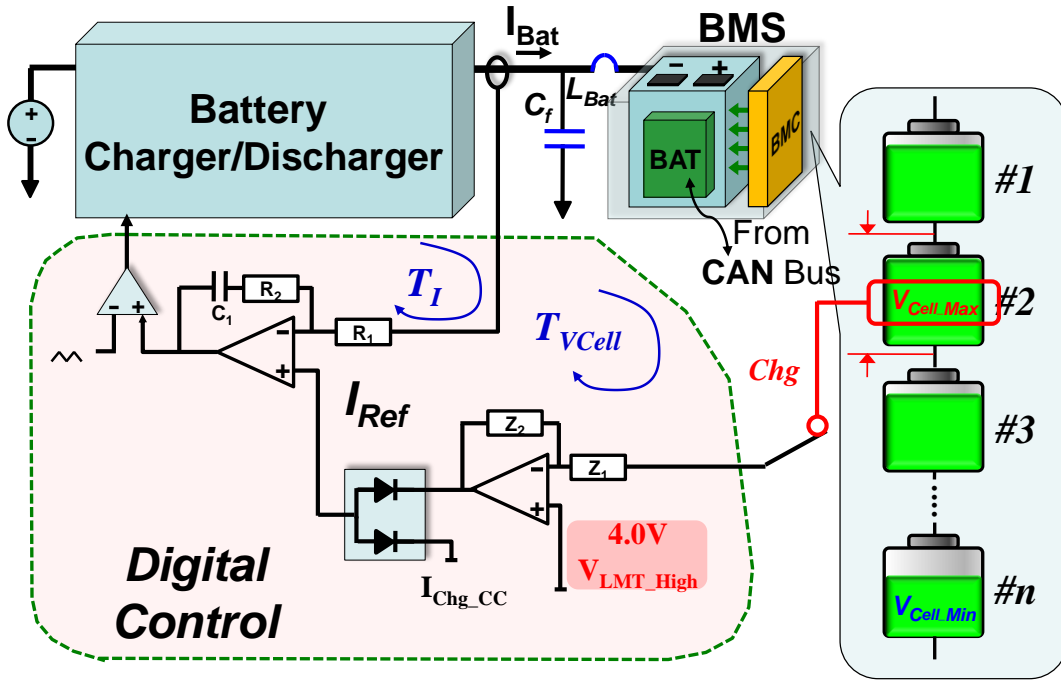 I_Bat
BMS
Battery
Charger/Discharger
+
-
- +
L_Bat
C_f
BAT
BMC
From
CAN Bus
#1
#2
V_Cell_Max
#3
#n
V_Cell_Min
- +
C_1
R_2
R_1
-
+
T_I
T_VCell
Chg
I_Ref
Z_2
Z_1
-
+
4.0V
V_LMT_High
I_Chg_CC
Digital
Control